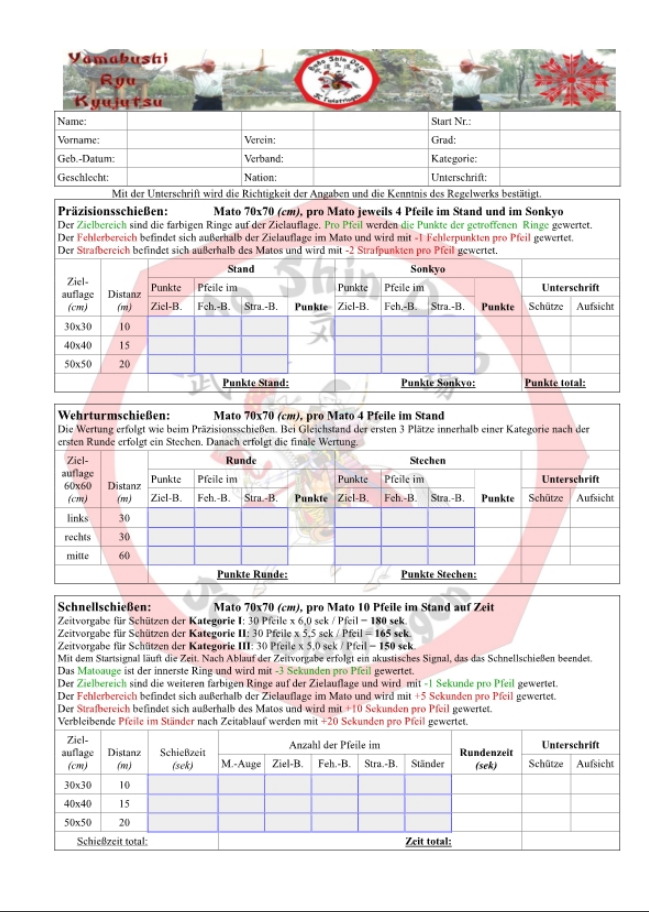 Yamabushi
Ryu
Kyujutsu
Name: Start Nr.:
Vorname: Verein: Grad:
Geb.-Datum: Verband: Kategorie:
Geschlecht: Nation: Unterschrift:
Mit der Unterschrift wird die Richtigkeit der Angaben und die Kenntnis des Regelwerks bestätigt.
Präzisionsschießen: Mato 70x70 (cm), pro Mato jeweils 4 Pfeile im Stand und im Sonkyo
Der Zielbereich sind die farbigen Ringe auf der Zielauflage. Pro Pfeil werden die Punkte der getroffenen Ringe gewertet.
Der Fehlerbereich befindet sich außerhalb der Zielauflage im Mato und wird mit -1 Fehlerpunkten pro Pfeil gewertet.
Der Strafbereich befindet sich außerhalb des Matos und wird mit -2 Strafpunkten pro Pfeil gewertet.
Stand Sonkyo
Ziel-
auflage
(cm) Distanz
(m) Punkte Pfeile im Punkte Pfeile im Unterschrift
Ziel-B. Feh.-B. Stra.-B. Punkte Ziel-B. Feh.-B. Stra.-B. Punkte Schütze Aufsicht
30x30 10
40x40 15
50x50 20
Punkte Stand: Punkte Sonkyo: Punkte total:
Wehrturmschießen: Mato 70x70 (cm), pro Mato 4 Pfeile im Stand
Die Wertung erfolgt wie beim Präzisionsschießen. Bei Gleichstand der ersten 3 Plätze innerhalb einer Kategorie nach der
ersten Runde erfolgt ein Stechen. Danach erfolgt die finale Wertung.
Runde Stechen
Ziel-
auflage
60x60
(cm) Distanz
(m) Punkte Pfeile im Punkte Pfeile im Unterschrift
Ziel-B. Feh.-B. Stra.-B. Punkte Ziel-B. Feh.-B. Stra.-B. Punkte Schütze Aufsicht
links 30
rechts 30
mitte 60
Punkte Runde: Punkte Stechen:
Schnellschießen: Mato 70x70 (cm), pro Mato 10 Pfeile im Stand auf Zeit
Zeitvorgabe für Schützen der Kategorie I: 30 Pfeile x 6,0 sek / Pfeil = 180 sek.
Zeitvorgabe für Schützen der Kategorie II: 30 Pfeile x 5,5 sek / Pfeil = 165 sek.
Zeitvorgabe für Schützen der Kategorie III: 30 Pfeile x 5,0 sek / Pfeil = 150 sek.
Mit dem Startsignal läuft die Zeit. Nach Ablauf der Zeitvorgabe erfolgt ein akustisches Signal, das das Schnellschießen beendet.
Das Matoauge ist der innerste Ring und wird mit -3 Sekunden pro Pfeil gewertet.
Der Zielbereich sind die weiteren farbigen Ringe auf der Zielauflage und wird mit -1 Sekunde pro Pfeil gewertet.
Der Fehlerbereich befindet sich außerhalb der Zielauflage im Mato und wird mit +5 Sekunden pro Pfeil gewertet.
Der Strafbereich befindet sich außerhalb des Matos und wird mit +10 Sekunden pro Pfeil gewertet.
Verbleibende Pfeile im Ständer nach Zeitablauf werden mit +20 Sekunden pro Pfeil gewertet.
Ziel-
auflage
(cm) Distanz
(m) Schießzeit
(sek) Anzahl der Pfeile im Rundenzeit
(sek) Unterschrift
M.-Auge Ziel-B. Feh.-B. Stra.-B. Ständer Schütze Aufsicht
30x30 10
40x40 15
50x50 20
Schießzeit total: Zeit total: